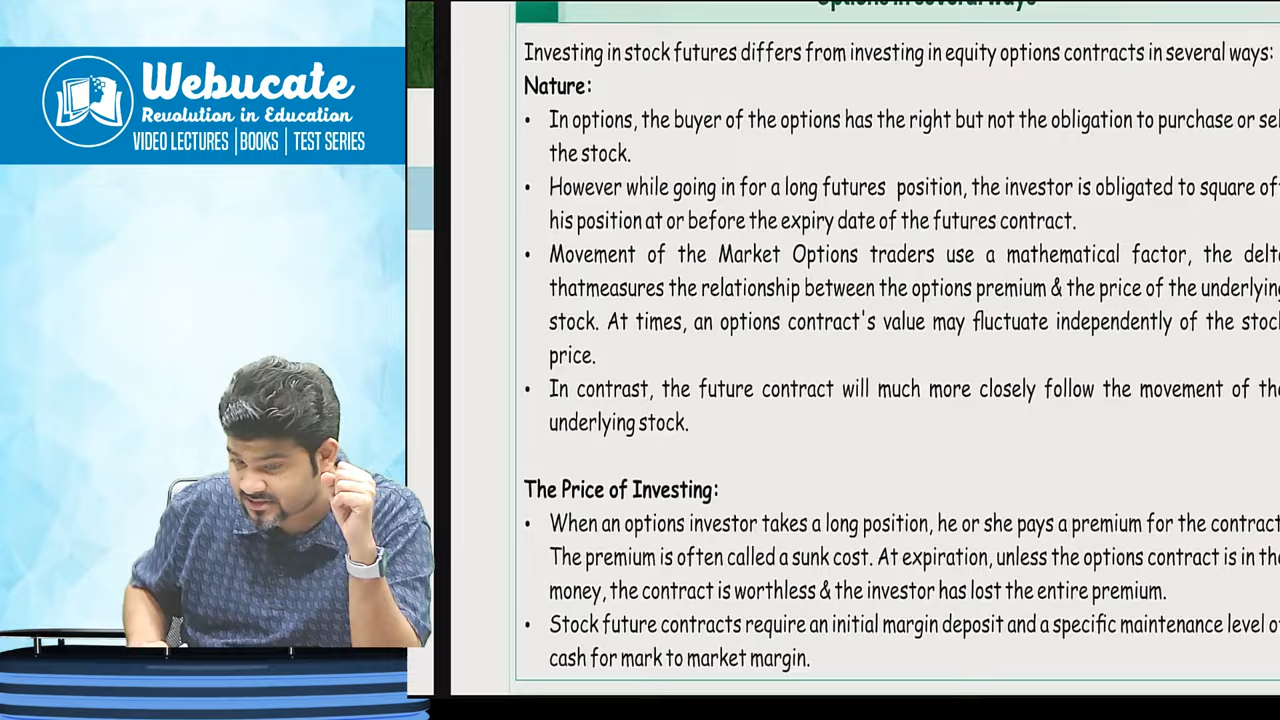 Options in several ways
Webucate
Revolution in Education
VIDEO LECTURES | BOOKS | TEST SERIES
Investing in stock futures differs from investing in equity options contracts in several ways:
Nature:
• In options, the buyer of the options has the right but not the obligation to purchase or sel
the stock.
• However while going in for a long futures position, the investor is obligated to square of
his position at or before the expiry date of the futures contract.
• Movement of the Market Options traders use a mathematical factor, the delt
thatmeasures the relationship between the options premium & the price of the underlying
stock. At times, an options contract's value may fluctuate independently of the stock
price.
• In contrast, the future contract will much more closely follow the movement of the
underlying stock.
The Price of Investing:
• When an options investor takes a long position, he or she pays a premium for the contract
The premium is often called a sunk cost. At expiration, unless the options contract is in the
money, the contract is worthless & the investor has lost the entire premium.
• Stock future contracts require an initial margin deposit and a specific maintenance level of
cash for mark to market margin.